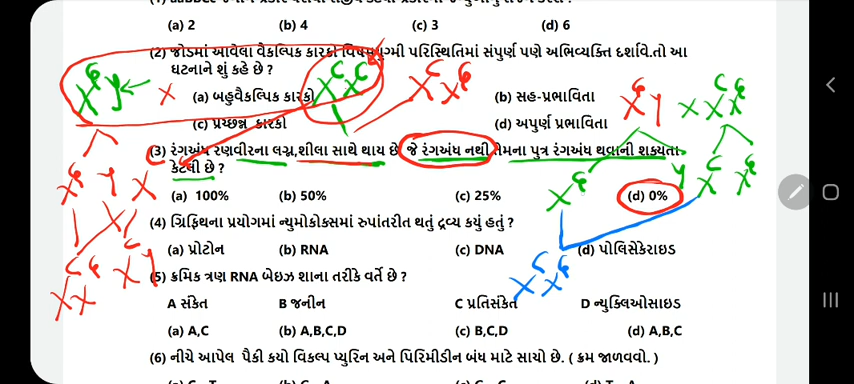 (a) 2 (b) 4 (c) 3 (d) 6
(2) જોડમાં આવેલા વૈકલ્પિક કારકો વિષમયુગ્મી પરિસ્થિતિમાં સંપુર્ણ પણે અભિવ્યક્તિ દર્શાવે.તો આ
ઘટનાને શું કહે છે ?
(a) બહુવૈકલ્પિક કારકો (b) સહ-પ્રભાવિતા
(c) પ્રચ્છન્ન કારકો (d) અપુર્ણ પ્રભાવિતા
(3) રંગઅંધ રણવીરના લગ્ન,શીલા સાથે થાય છે જે રંગઅંધ નથી તેમના પુત્ર રંગઅંધ થવાની શક્યતા
કેટલી છે ?
(a) 100% (b) 50% (c) 25% (d) 0%
(4) ગ્રિફિથના પ્રયોગમાં ન્યુમોકોક્સમાં રુપાંતરીત થતું દ્રવ્ય કયું હતું ?
(a) પ્રોટોન (b) RNA (c) DNA (d) પોલિસેકેરાઇડ
(5) ક્રમિક ત્રણ RNA બેઇઝ શાના તરીકે વર્તે છે ?
A સંકેત B જનીન C પ્રતિસંકેત D ન્યુક્લિઓસાઇડ
(a) A,C (b) A,B,C,D (c) B,C,D (d) A,B,C
(6) નીચે આપેલ પૈકી કયો વિકલ્પ પ્યુરિન અને પિરિમીડીન બંધ માટે સાચો છે. ( ક્રમ જાળવવો. )